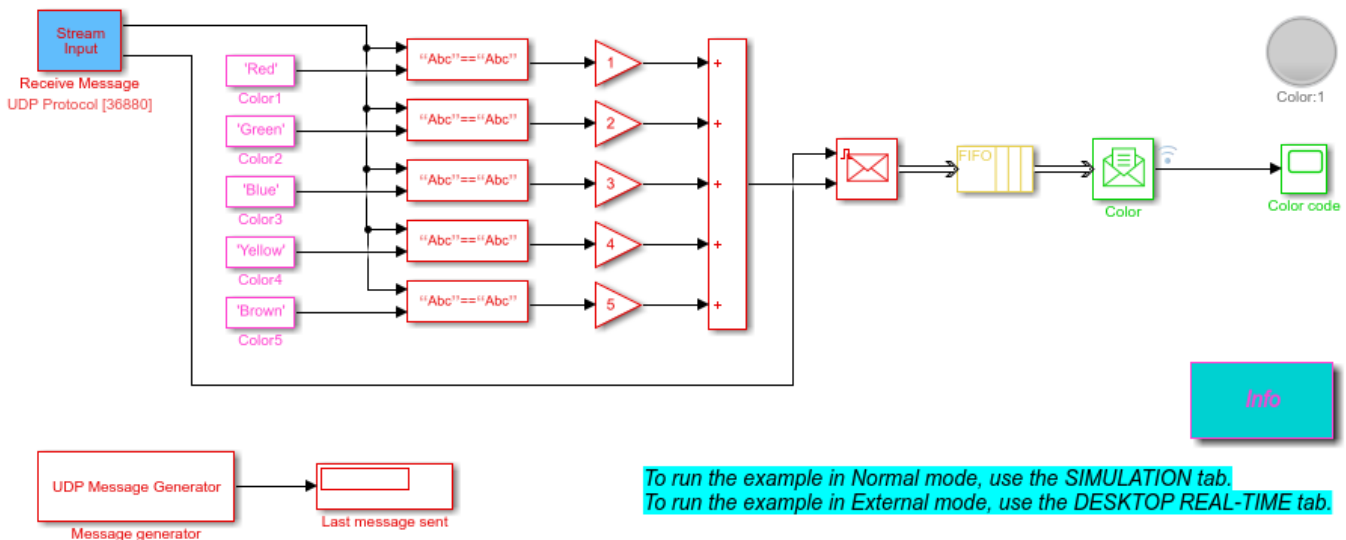 Stream
Input
Receive Message
UDP Protocol [36880]
'Red'
Color1
'Green'
Color2
'Blue'
Color3
'Yellow'
Color4
'Brown'
Color5
“Abc”==“Abc”
“Abc”==“Abc”
“Abc”==“Abc”
“Abc”==“Abc”
“Abc”==“Abc”
1
2
3
4
5
+
+
+
+
+
FIFO
Color
Color code
Color:1
Info
UDP Message Generator
Message generator
Last message sent
To run the example in Normal mode, use the SIMULATION tab.
To run the example in External mode, use the DESKTOP REAL-TIME tab.